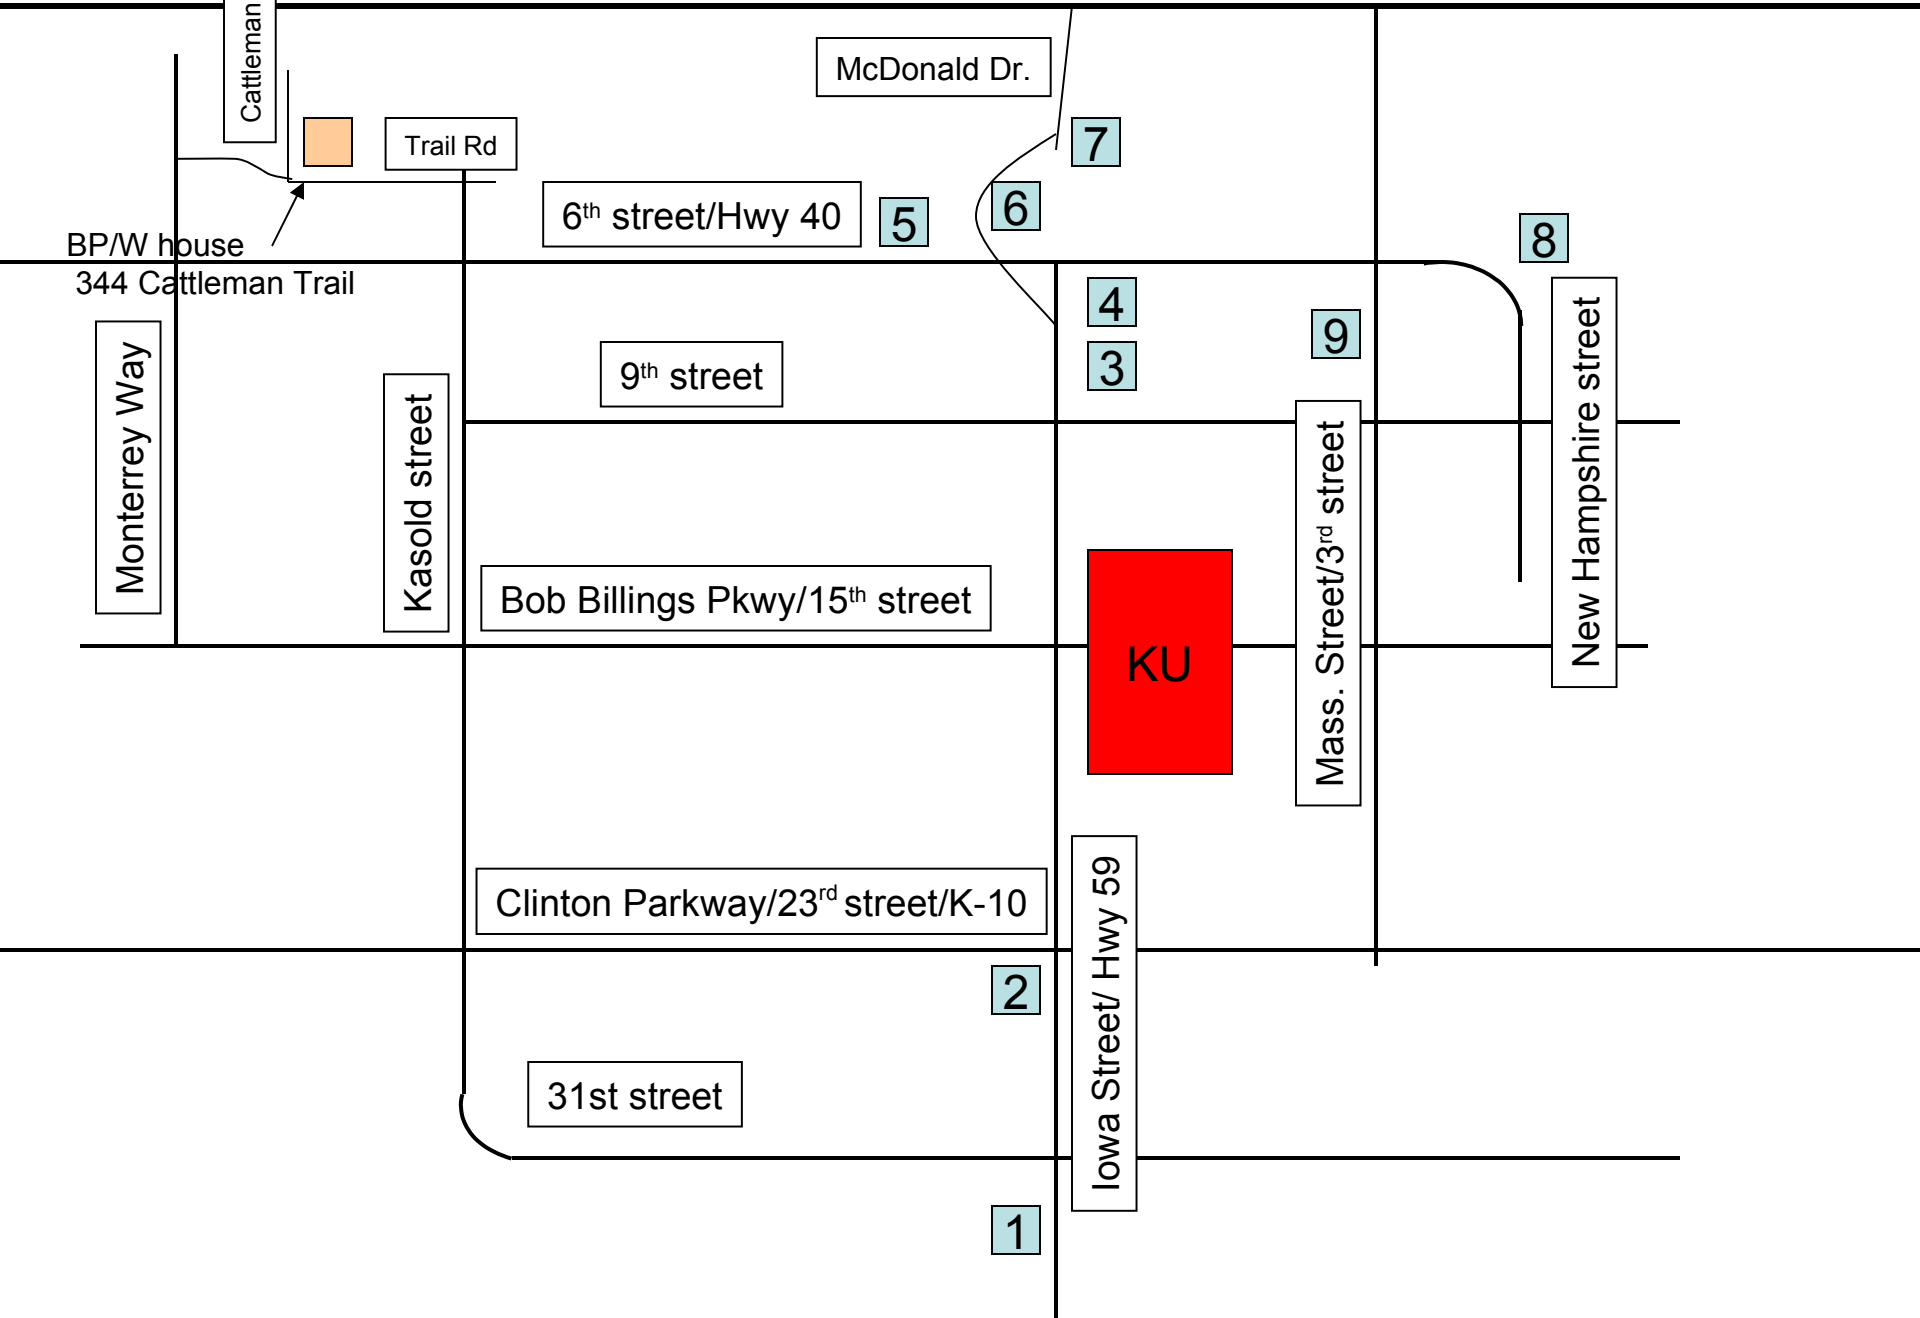 Cattleman
McDonald Dr.
7
Trail Rd
6th street/Hwy 40
5
6
8
BP/W house
344 Cattleman Trail
4
9
3
9th street
Monterrey Way
Kasold street
Mass. Street/3rd street
New Hampshire street
Bob Billings Pkwy/15th street
KU
Clinton Parkway/23rd street/K-10
Iowa Street/ Hwy 59
2
31st street
1